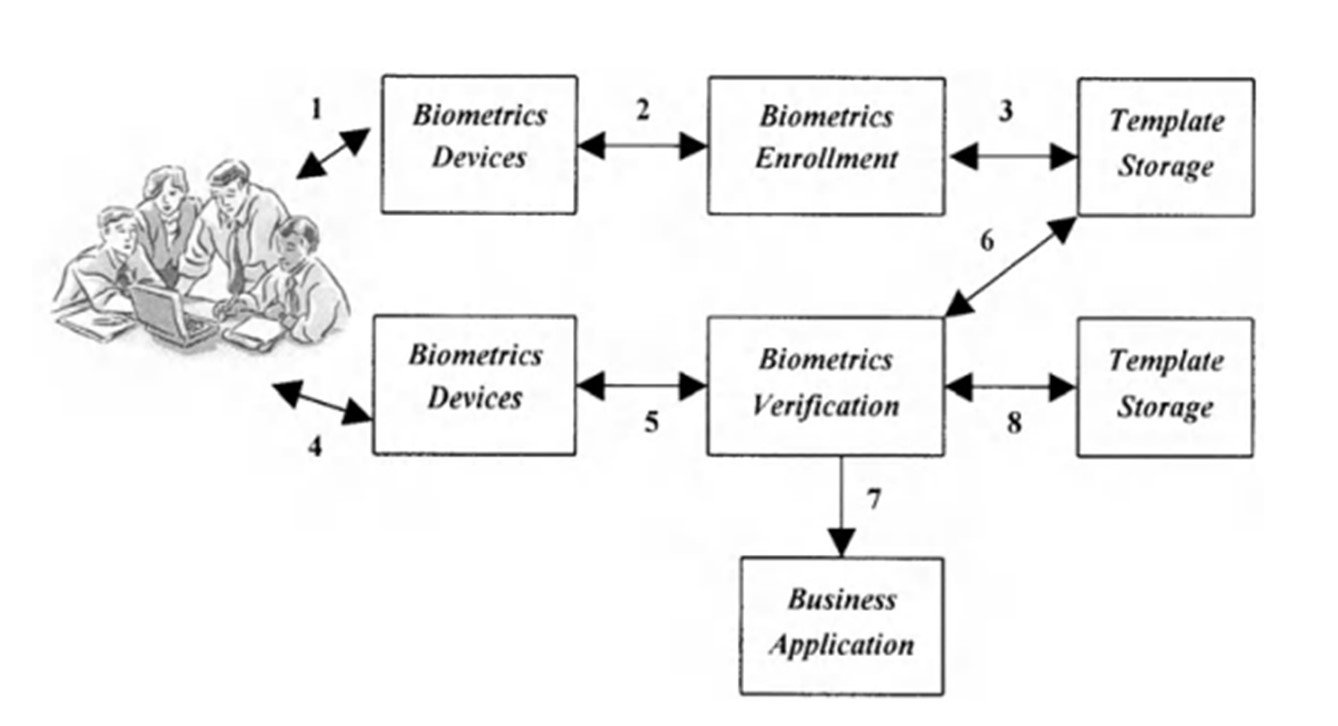 1
Biometrics
Devices
2
Biometrics
Enrollment
3
Template
Storage
6
Biometrics
Devices
Biometrics
Verification
Template
Storage
4
5
8
7
Business
Application